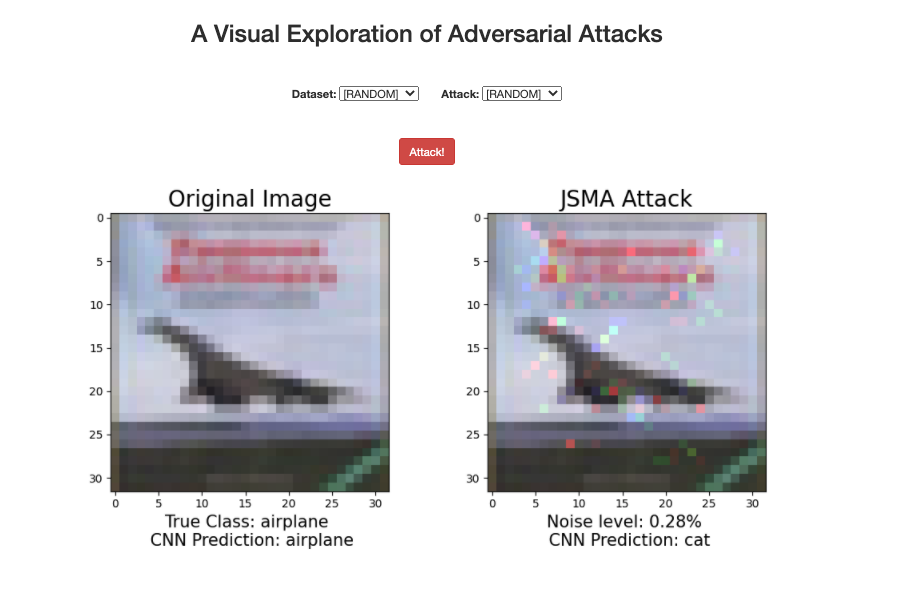 A Visual Exploration of Adversarial Attacks
Dataset: [RANDOM] Attack: [RANDOM]
Attack!
Original Image
0
5
10
15
20
25
30
0 5 10 15 20 25 30
True Class: airplane
CNN Prediction: airplane
JSMA Attack
0
5
10
15
20
25
30
0 5 10 15 20 25 30
Noise level: 0.28%
CNN Prediction: cat